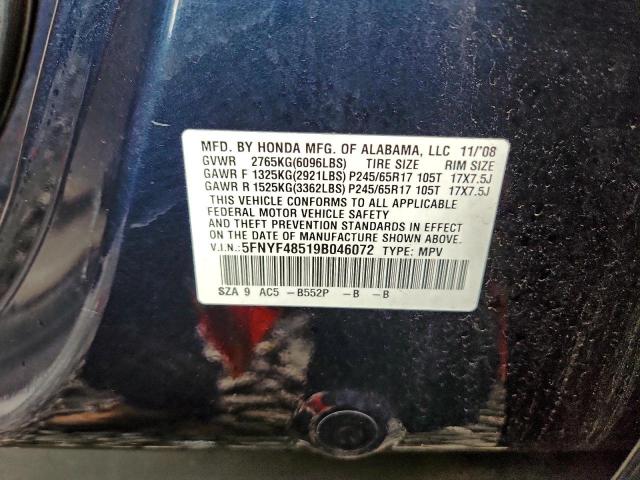 MFD. BY HONDA MFG. OF ALABAMA, LLC 11/'08
GVWR 2765KG(6096LBS) TIRE SIZE RIM SIZE
GAWR F 1325KG(2921LBS) P245/65R17 105T 17X7.5J
GAWR R 1525KG(3362LBS) P245/65R17 105T 17X7.5J
THIS VEHICLE CONFORMS TO ALL APPLICABLE
FEDERAL MOTOR VEHICLE SAFETY
AND THEFT PREVENTION STANDARDS IN EFFECT
ON THE DATE OF MANUFACTURE SHOWN ABOVE.
V.I.N.: 5FNYF48519B046072 TYPE: MPV
SZA 9 AC5 -B552P -B -B